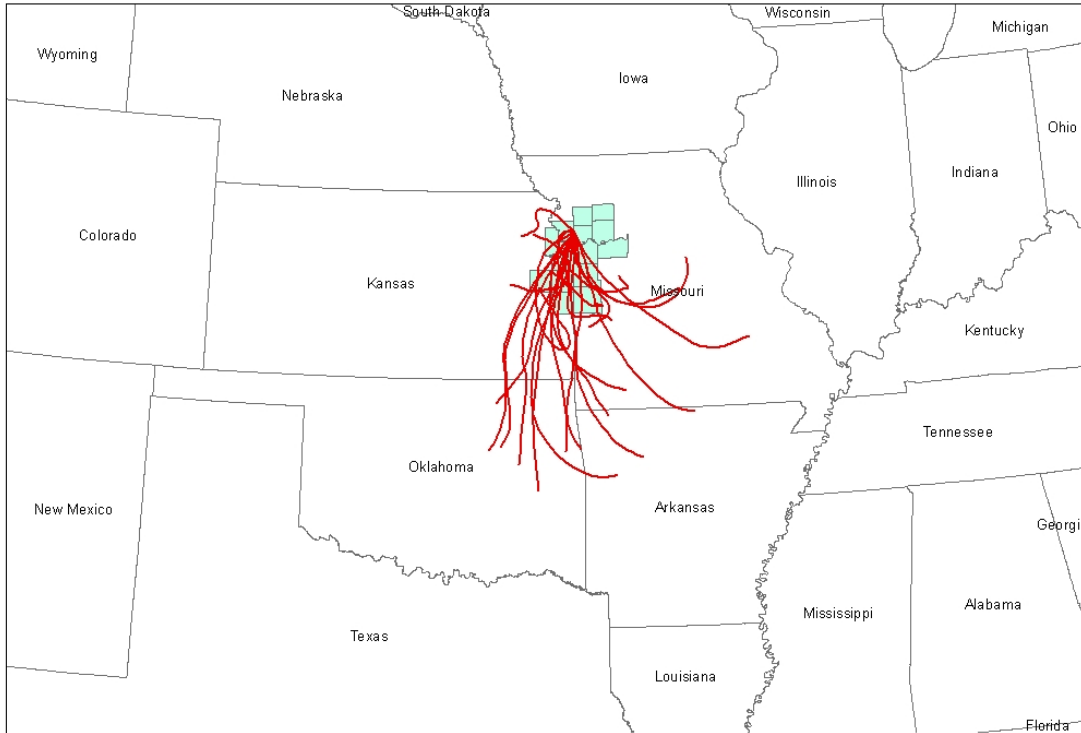 South Dakota
Wisconsin
Michigan
Wyoming
Iowa
Nebraska
Ohio
Indiana
Illinois
Colorado
Kansas
Missouri
Kentucky
Tennessee
Oklahoma
New Mexico
Arkansas
Georgi
Mississippi
Alabama
Texas
Louisiana
Florida